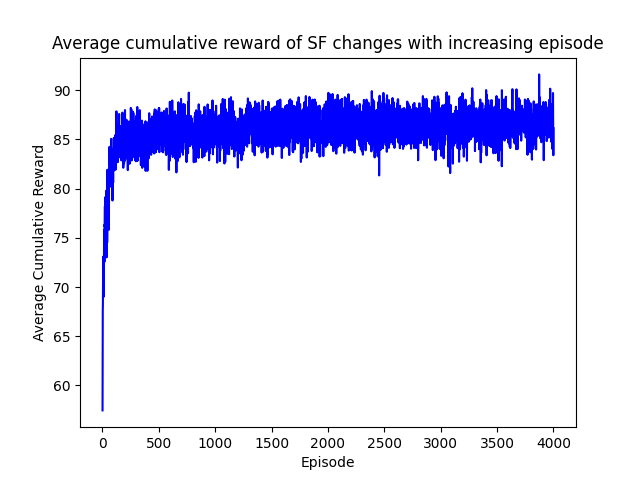 Average cumulative reward of SF changes with increasing episode
90
85
80
75
70
65
60
Average Cumulative Reward
0 500 1000 1500 2000 2500 3000 3500 4000
Episode